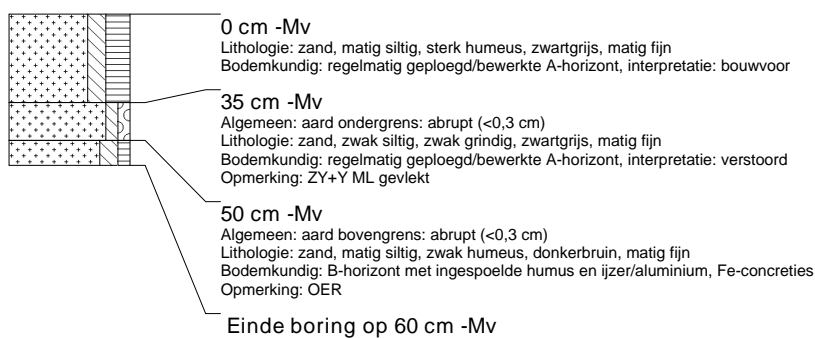 0 cm -Mv
Lithologie: zand, matig siltig, sterk humeus, zwartgrijs, matig fijn
Bodemkundig: regelmatig geploegd/bewerkte A-horizont, interpretatie: bouwvoor
35 cm -Mv
Algemeen: aard ondergrens: abrupt (<0,3 cm)
Lithologie: zand, zwak siltig, zwak grindig, zwartgrijs, matig fijn
Bodemkundig: regelmatig geploegd/bewerkte A-horizont, interpretatie: verstoord
Opmerking: ZY+Y ML gevlekt
50 cm -Mv
Algemeen: aard bovengrens: abrupt (<0,3 cm)
Lithologie: zand, matig siltig, zwak humeus, donkerbruin, matig fijn
Bodemkundig: B-horizont met ingespoelde humus en ijzer/aluminium, Fe-concreties
Opmerking: OER
Einde boring op 60 cm -Mv